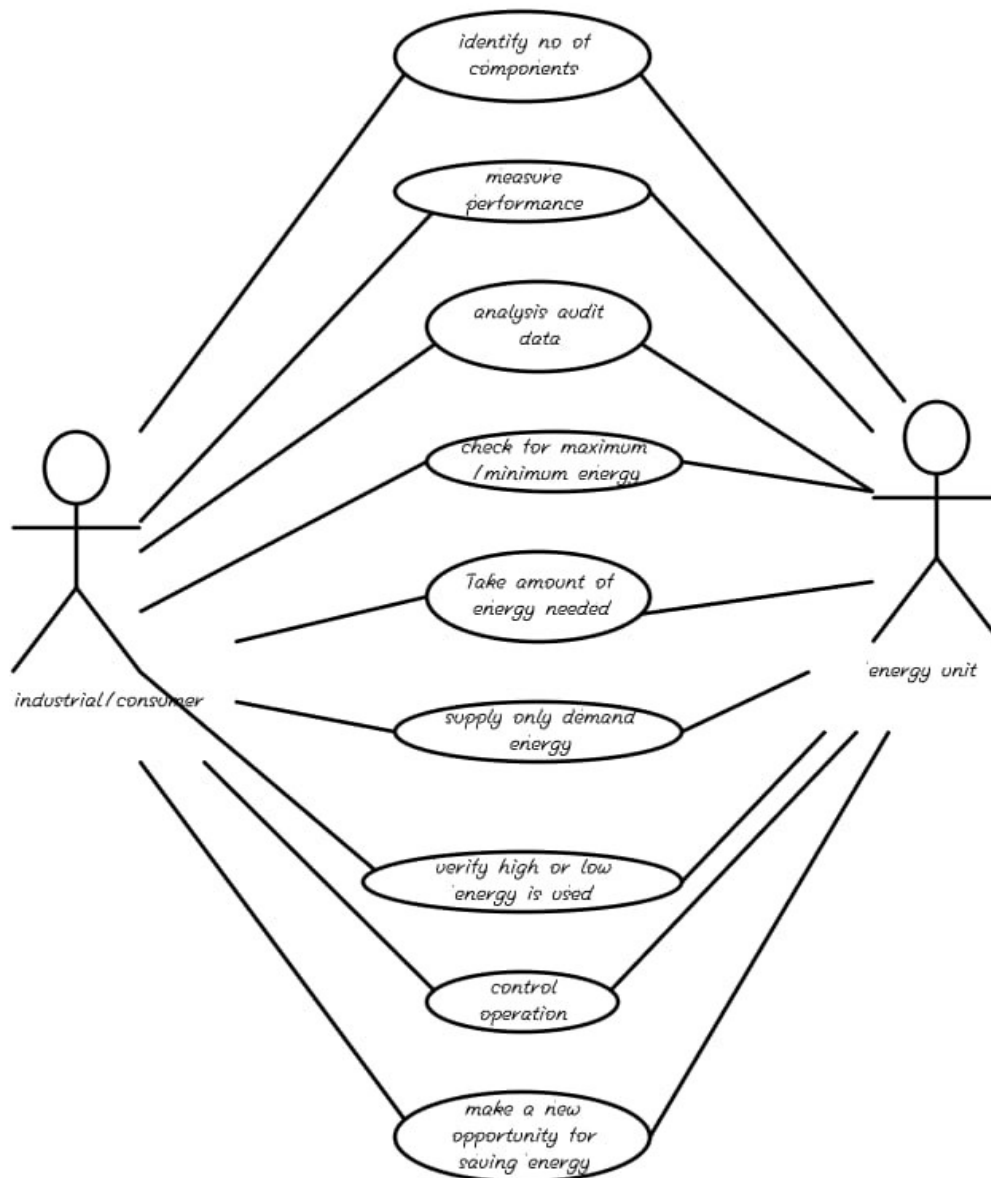 identify no of
components
measure
performance
analysis audit
data
check for maximum
/minimum energy
Take amount of
energy needed
industrial/consumer
energy unit
supply only demand
energy
verify high or low
energy is used
control
operation
make a new
opportunity for
saving energy